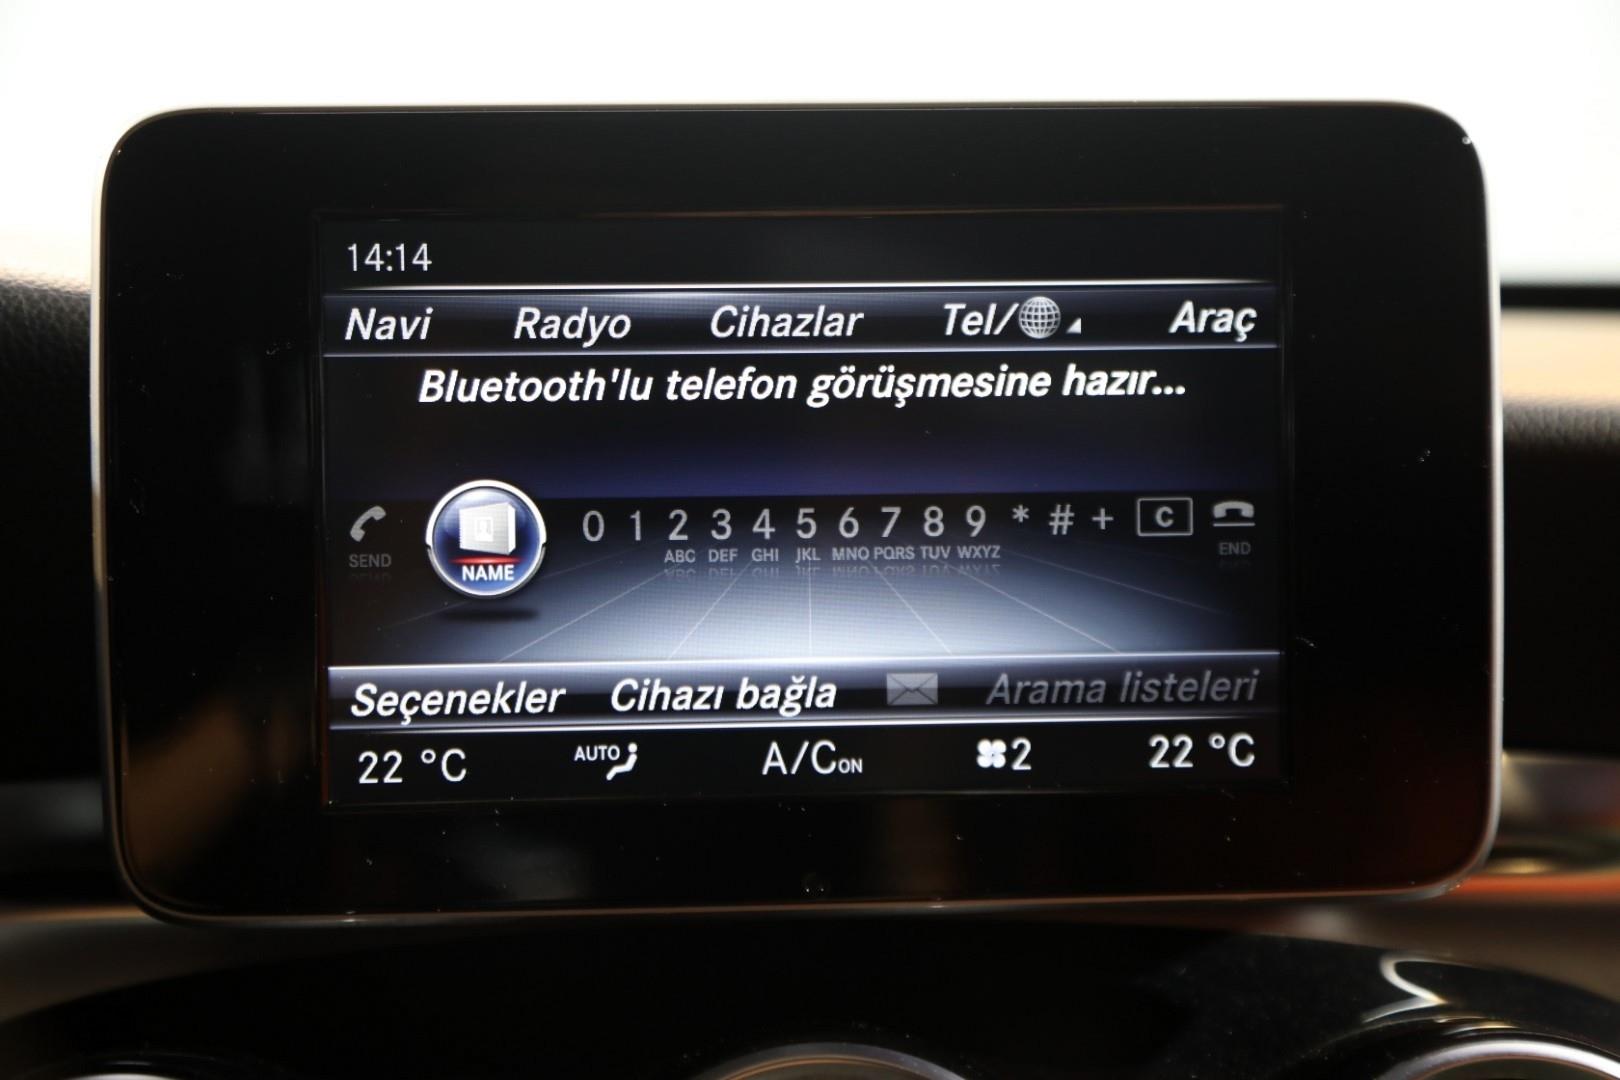 14:14
Navi Radyo Cihazlar Tel/ Araç
Bluetooth'lu telefon görüşmesine hazır...
0 1 2 3 4 5 6 7 8 9 * # + C
SEND NAME ABC DEF GHI JKL MNO PQRS TUV WXYZ END
Seçenekler Cihazı bağla Arama listeleri
22 °C AUTO A/C ON 2 22 °C